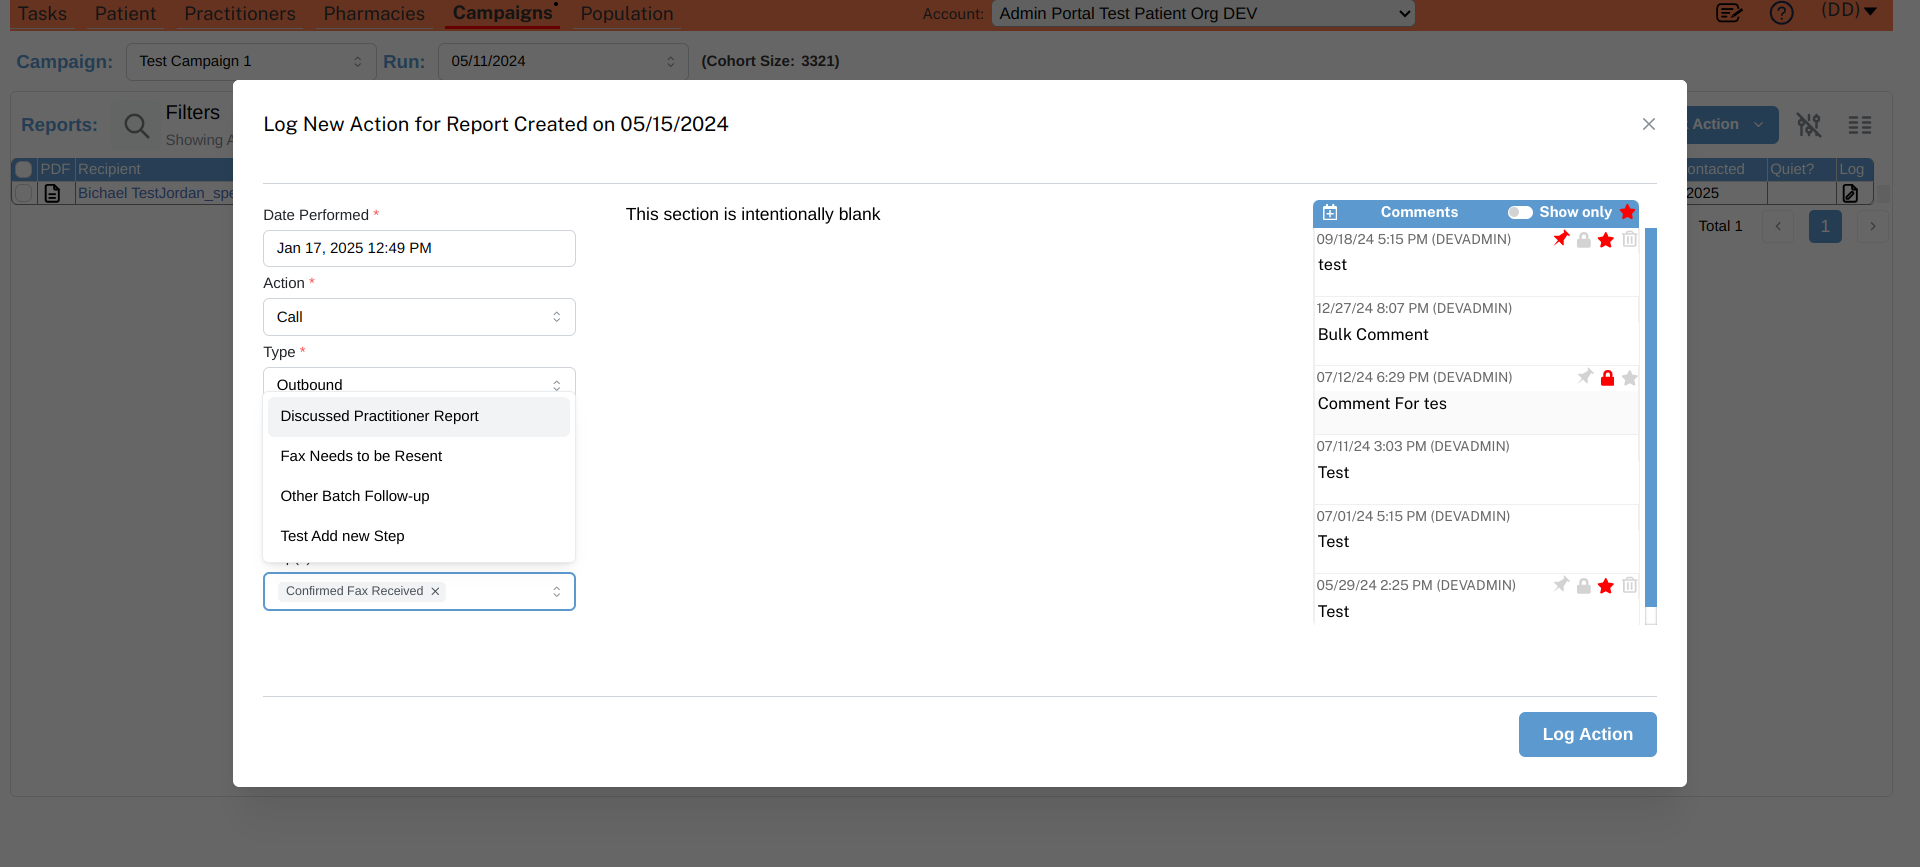 Tasks Patient Practitioners Pharmacies Campaigns Population Account: Admin Portal Test Patient Org DEV (DD)
Campaign: Test Campaign 1 Run: 05/11/2024 (Cohort Size: 3321)
Reports: Filters
Showing Action
PDF Recipient ontacted Quiet? Log
Bichael TestJordan_spe 2025
Total 1 1
Log New Action for Report Created on 05/15/2024
Date Performed *
Jan 17, 2025 12:49 PM
Action *
Call
Type *
Outbound
Discussed Practitioner Report
Fax Needs to be Resent
Other Batch Follow-up
Test Add new Step
Confirmed Fax Received
This section is intentionally blank
Comments Show only
09/18/24 5:15 PM (DEVADMIN)
test
12/27/24 8:07 PM (DEVADMIN)
Bulk Comment
07/12/24 6:29 PM (DEVADMIN)
Comment For tes
07/11/24 3:03 PM (DEVADMIN)
Test
07/01/24 5:15 PM (DEVADMIN)
Test
05/29/24 2:25 PM (DEVADMIN)
Test
Log Action